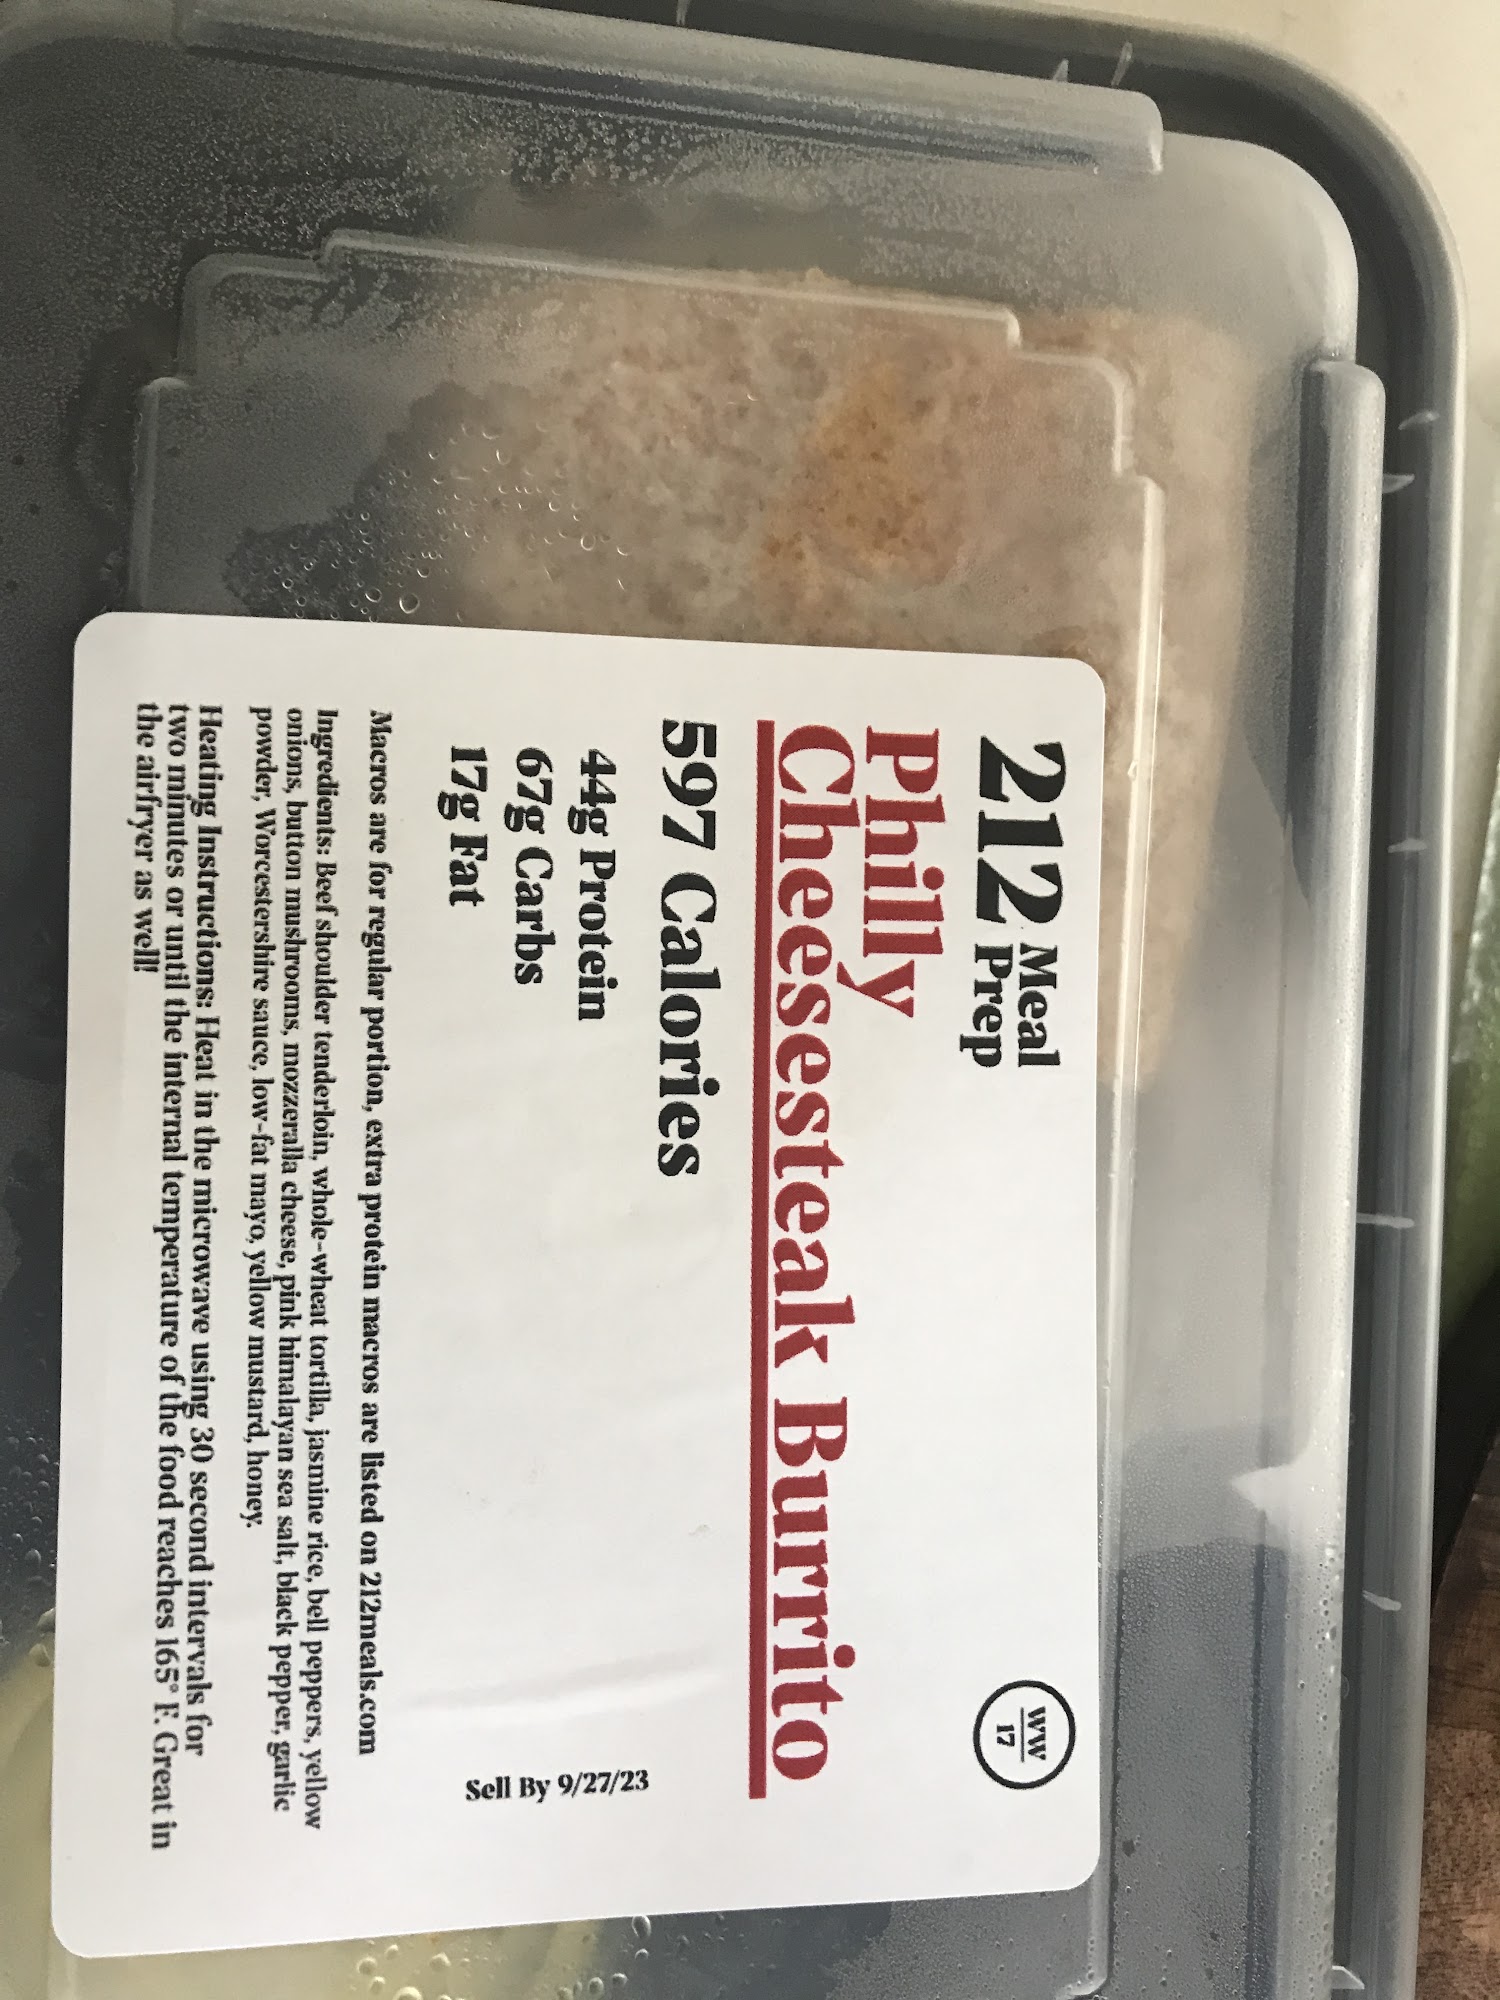 212 Meal
Prep
WW
17
Philly
Cheesesteak Burrito
597 Calories
44g Protein
67g Carbs
17g Fat
Sell By 9/27/23
Macros are for regular portion, extra protein macros are listed on 212meals.com
Ingredients: Beef shoulder tenderloin, whole-wheat tortilla, jasmine rice, bell peppers, yellow
onions, button mushrooms, mozzeralla cheese, pink himalayan sea salt, black pepper, garlic
powder, Worcestershire sauce, low-fat mayo, yellow mustard, honey.
Heating Instructions: Heat in the microwave using 30 second intervals for
two minutes or until the internal temperature of the food reaches 165° F. Great in
the airfryer as well!